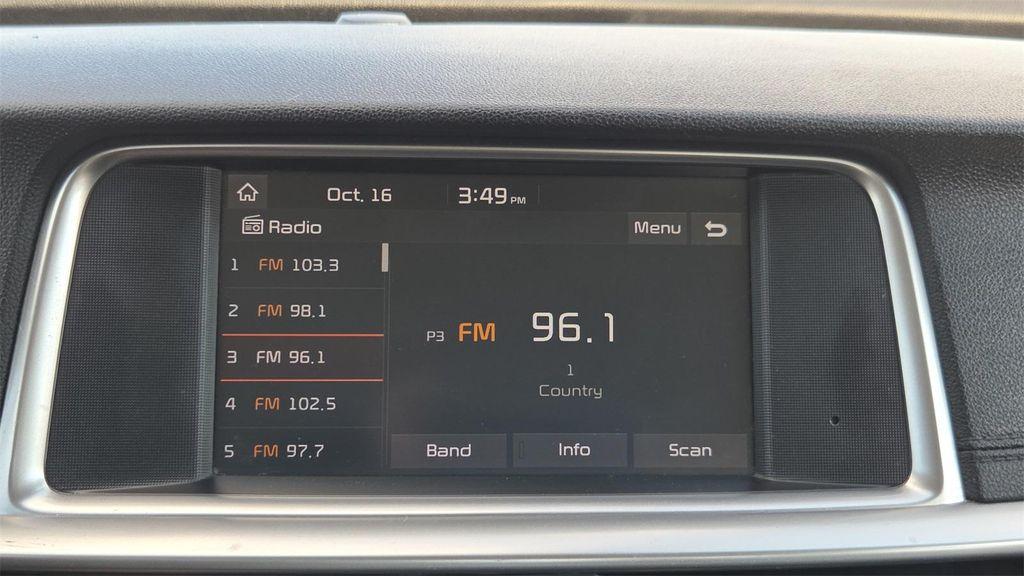 Oct. 16 3:49 PM
Radio Menu
1 FM 103.3
2 FM 98.1
3 FM 96.1
4 FM 102.5
5 FM 97.7
P3 FM 96.1
1
Country
Band Info Scan